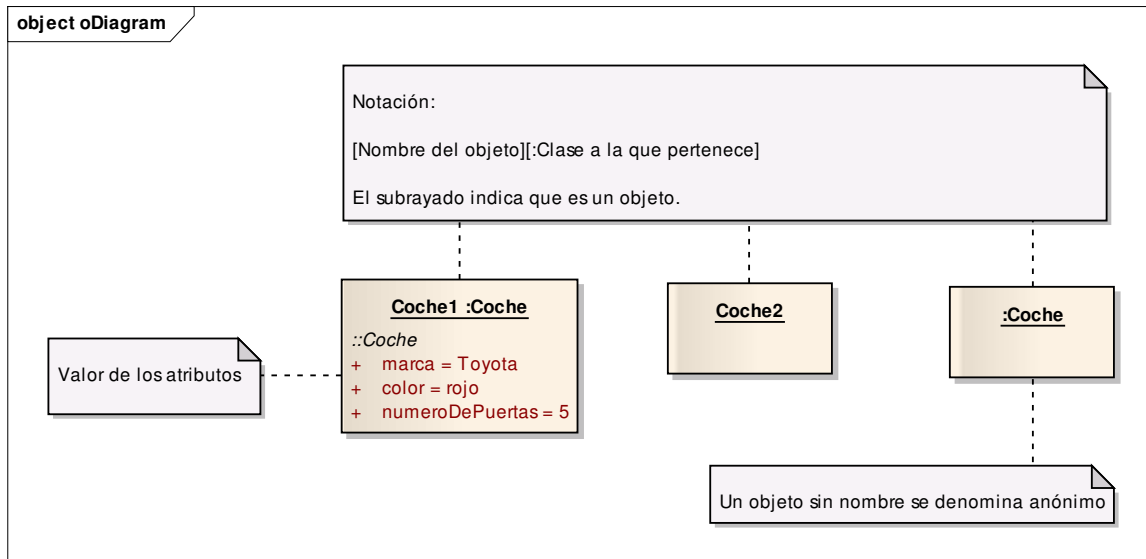 object oDiagram
Notación:
[Nombre del objeto][:Clase a la que pertenece]
El subrayado indica que es un objeto.
Coche1 :Coche
::Coche
+ marca = Toyota
+ color = rojo
+ numeroDePuertas = 5
Coche2
:Coche
Valor de los atributos
Un objeto sin nombre se denomina anónimo